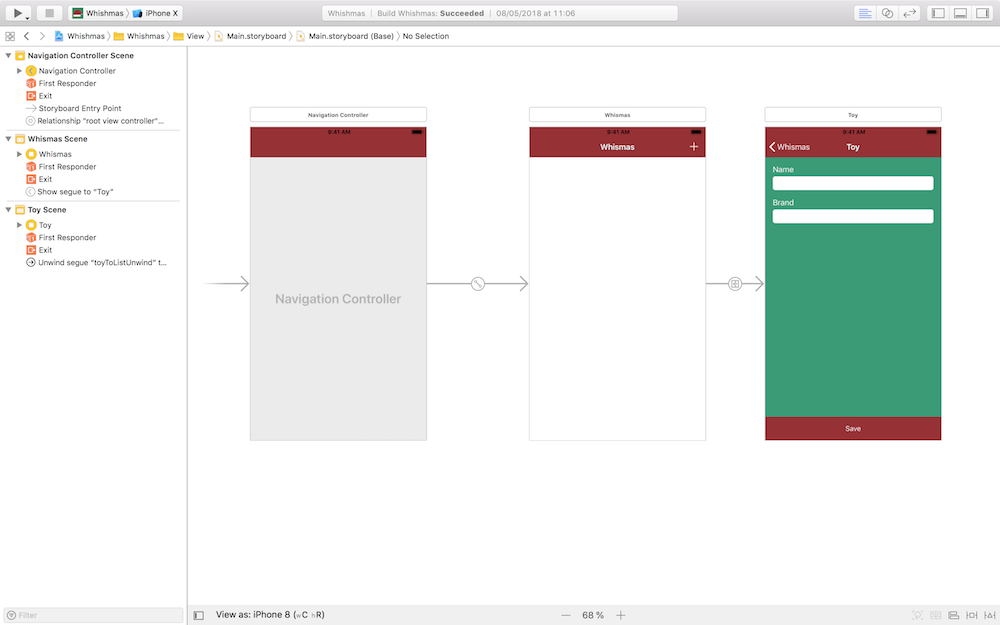 Whishmas
iPhone X
Whishmas | Build Whishmas: Succeeded | 08/05/2018 at 11:06
Whishmas
Whishmas
View
Main.storyboard
Main.storyboard (Base)
No Selection
Navigation Controller Scene
Navigation Controller
First Responder
Exit
Storyboard Entry Point
Relationship "root view controller"...
Whismas Scene
Whismas
First Responder
Exit
Show segue to "Toy"
Toy Scene
Toy
First Responder
Exit
Unwind segue "toyToListUnwind" t...
Filter
Navigation Controller
9:41 AM
Navigation Controller
Whismas
9:41 AM
Whismas
Toy
9:41 AM
Whismas
Toy
Name
Brand
Save
View as: iPhone 8 (wC hR)
68 %